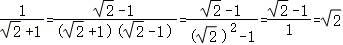 1/(√2+1) = (√2-1)/((√2+1)(√2-1)) = (√2-1)/((√2)²-1) = (√2-1)/1 = √2